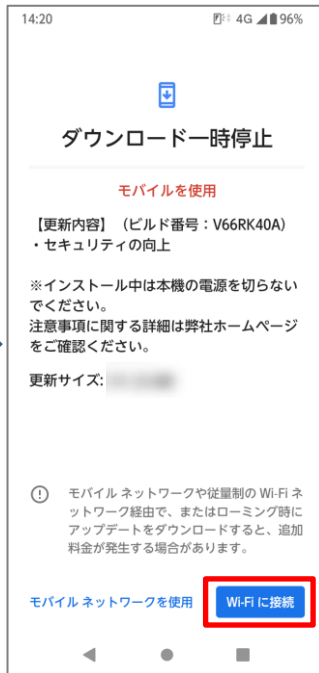 14:20 4G 96%
ダウンロード一時停止
モバイルを使用
【更新内容】（ビルド番号：V66RK40A）
・セキュリティの向上
※インストール中は本機の電源を切らない
でください。
注意事項に関する詳細は弊社ホームページ
をご確認ください。
更新サイズ:
モバイル ネットワークや従量制の Wi-Fi ネ
ットワーク経由で、またはローミング時に
アップデートをダウンロードすると、追加
料金が発生する場合があります。
モバイル ネットワークを使用 Wi-Fi に接続